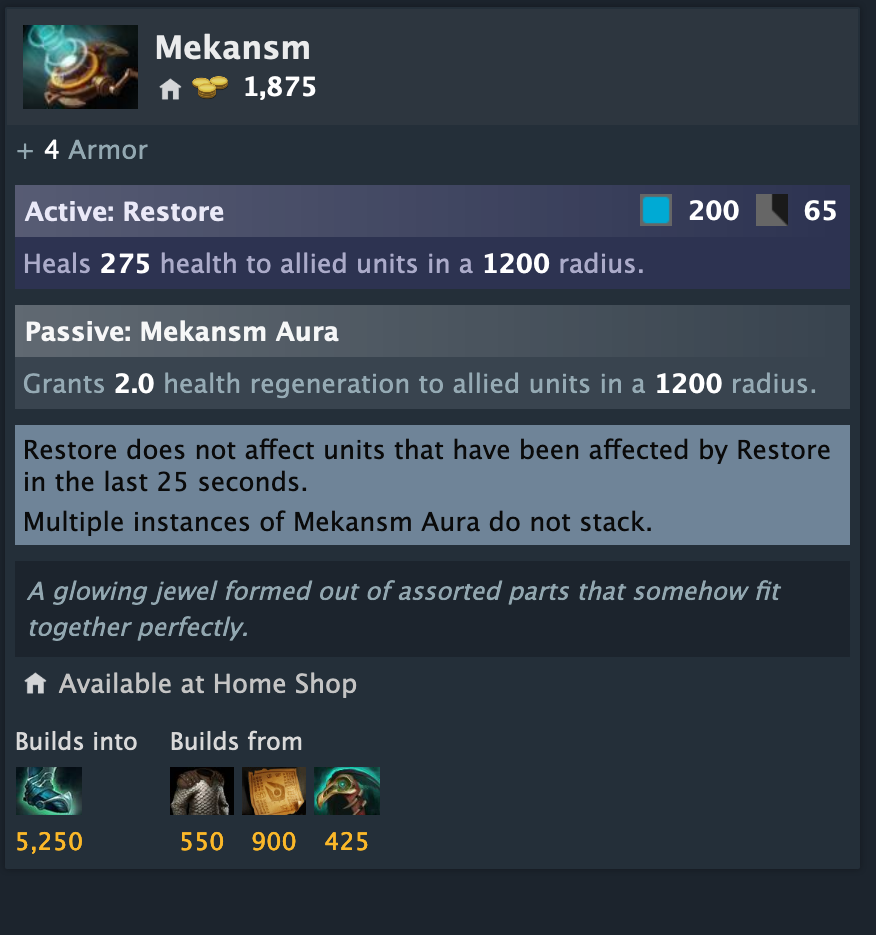 Mekansm
1,875
+ 4 Armor
Active: Restore 200 65
Heals 275 health to allied units in a 1200 radius.
Passive: Mekansm Aura
Grants 2.0 health regeneration to allied units in a 1200 radius.
Restore does not affect units that have been affected by Restore
in the last 25 seconds.
Multiple instances of Mekansm Aura do not stack.
A glowing jewel formed out of assorted parts that somehow fit
together perfectly.
Available at Home Shop
Builds into Builds from
5,250 550 900 425